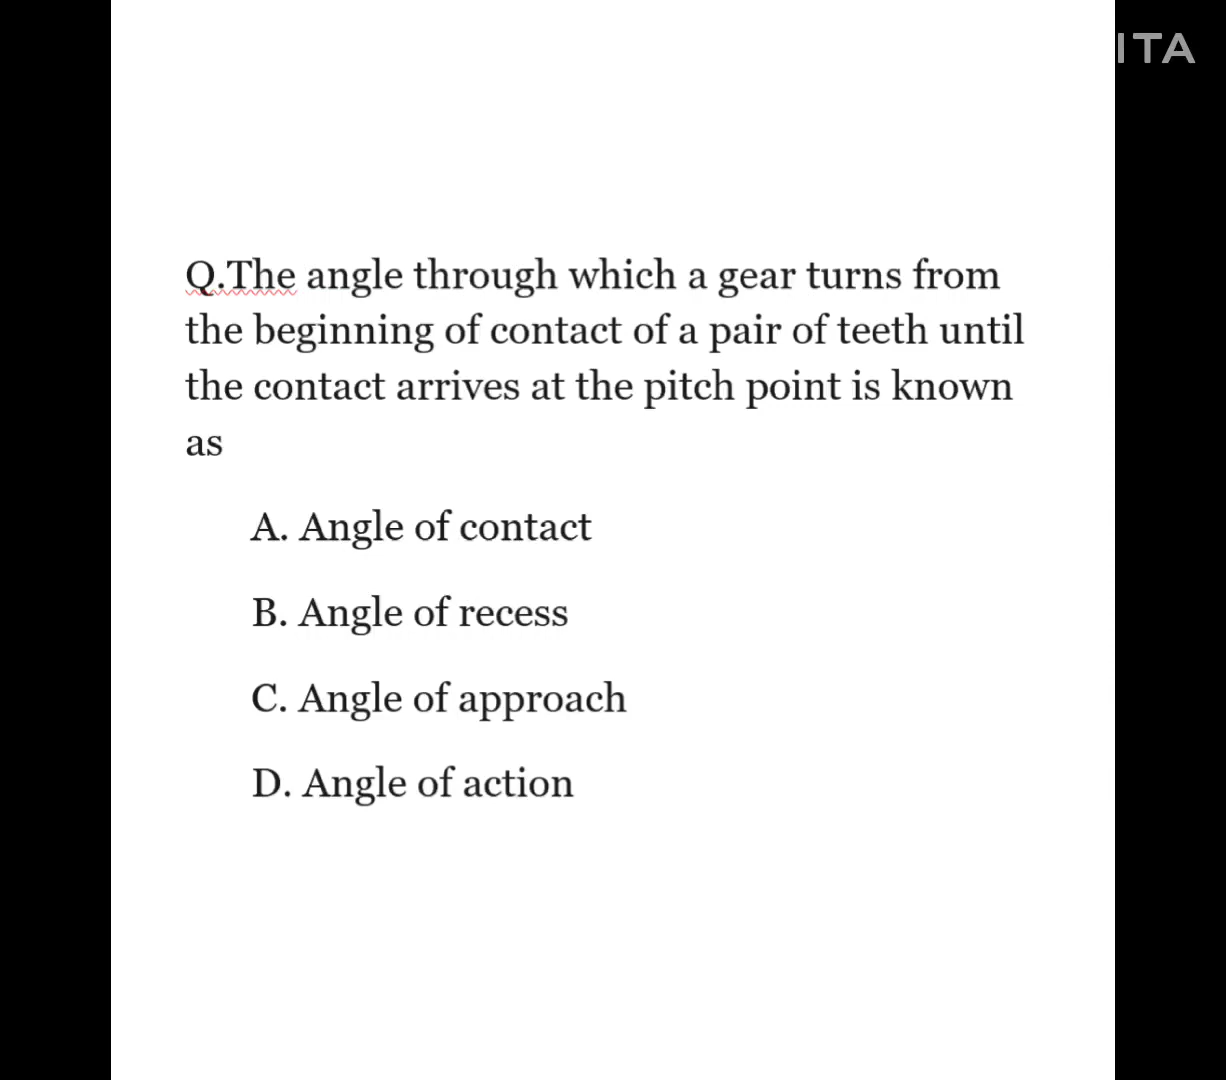 ITA
Q.The angle through which a gear turns from
the beginning of contact of a pair of teeth until
the contact arrives at the pitch point is known
as
A. Angle of contact
B. Angle of recess
C. Angle of approach
D. Angle of action